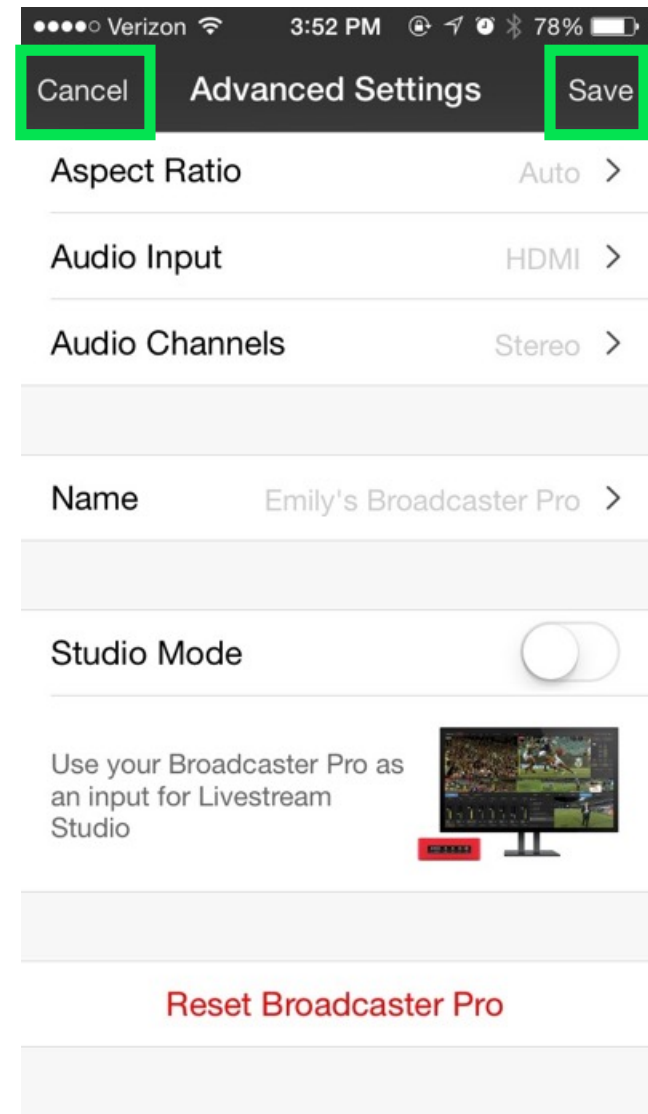 Verizon 3:52 PM 78%
Cancel Advanced Settings Save
Aspect Ratio Auto
Audio Input HDMI
Audio Channels Stereo
Name Emily's Broadcaster Pro
Studio Mode
Use your Broadcaster Pro as
an input for Livestream
Studio
Reset Broadcaster Pro